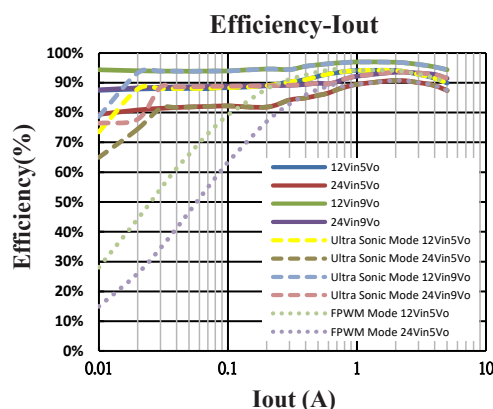 Efficiency-Iout
Efficiency(%)
100%
90%
80%
70%
60%
50%
40%
30%
20%
10%
0%
12Vin5Vo
24Vin5Vo
12Vin9Vo
24Vin9Vo
Ultra Sonic Mode 12Vin5Vo
Ultra Sonic Mode 24Vin5Vo
Ultra Sonic Mode 12Vin9Vo
Ultra Sonic Mode 24Vin9Vo
FPWM Mode 12Vin5Vo
FPWM Mode 24Vin5Vo
0.01 0.1 1 10
Iout (A)